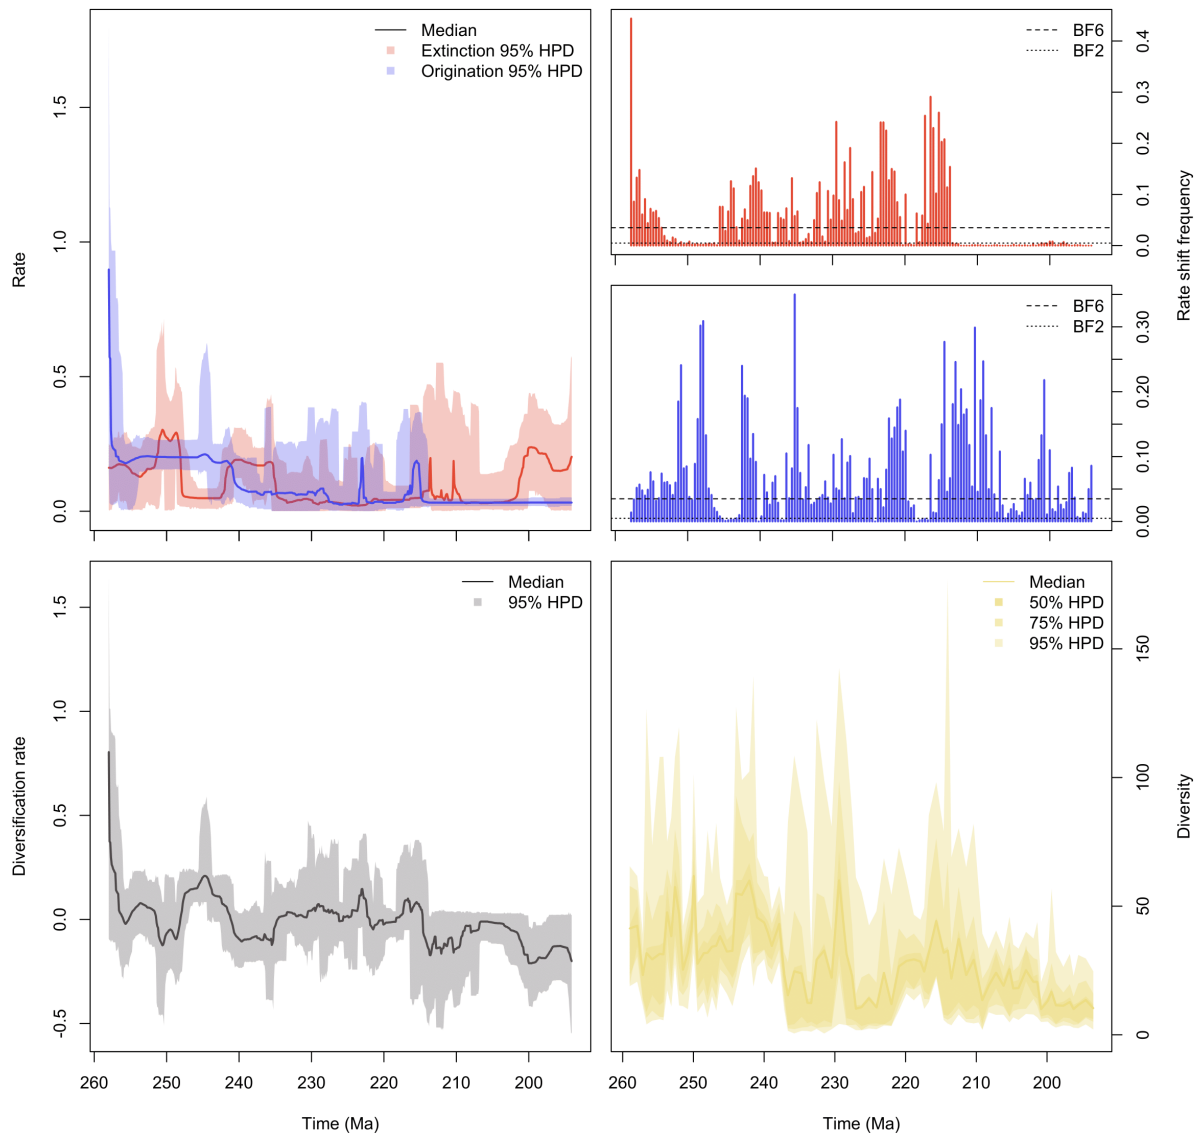 Median
Extinction 95% HPD
Origination 95% HPD
Rate
0.0
0.5
1.0
1.5
BF6
BF2
0.0
0.1
0.2
0.3
0.4
Rate shift frequency
BF6
BF2
0.00
0.10
0.20
0.30
Median
95% HPD
Diversification rate
-0.5
0.0
0.5
1.0
1.5
260 250 240 230 220 210 200
Time (Ma)
Median
50% HPD
75% HPD
95% HPD
0
50
100
150
Diversity
260 250 240 230 220 210 200
Time (Ma)